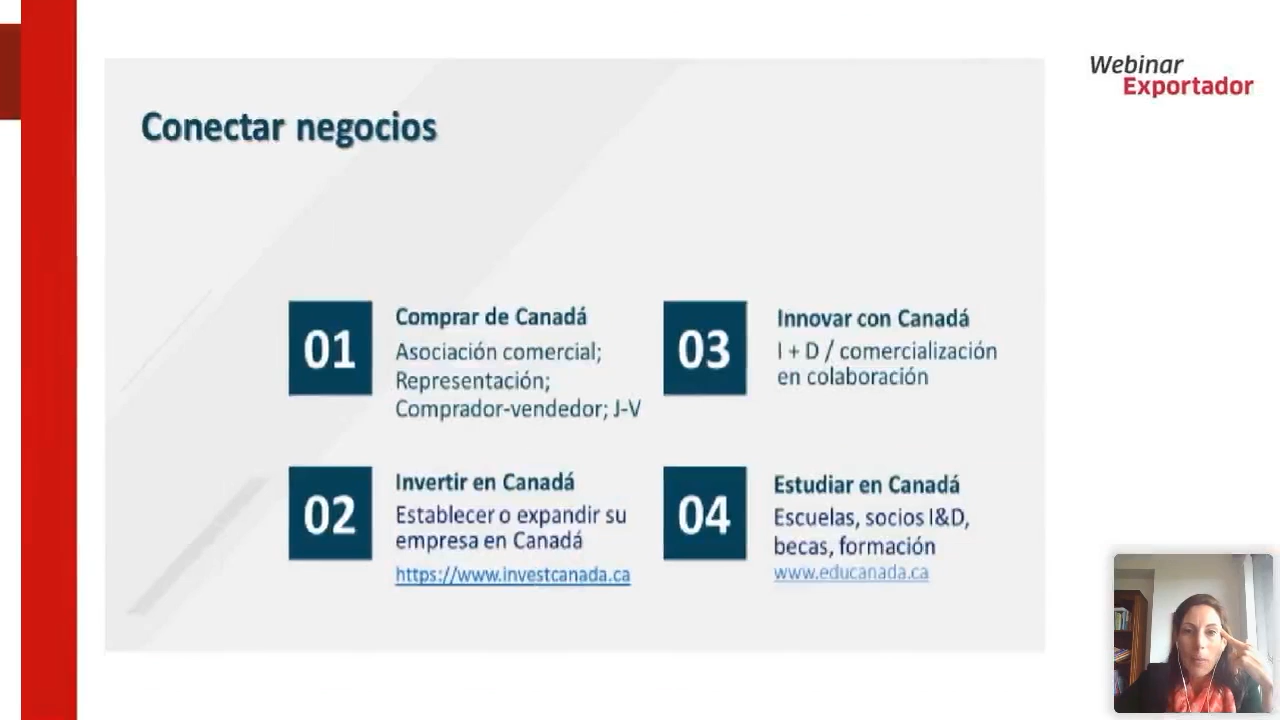 Webinar
Exportador
Conectar negocios
01
Comprar de Canadá
Asociación comercial;
Representación;
Comprador-vendedor; J-V
02
Invertir en Canadá
Establecer o expandir su
empresa en Canadá
https://www.investcanada.ca
03
Innovar con Canadá
I + D / comercialización
en colaboración
04
Estudiar en Canadá
Escuelas, socios I&D,
becas, formación
www.educanada.ca